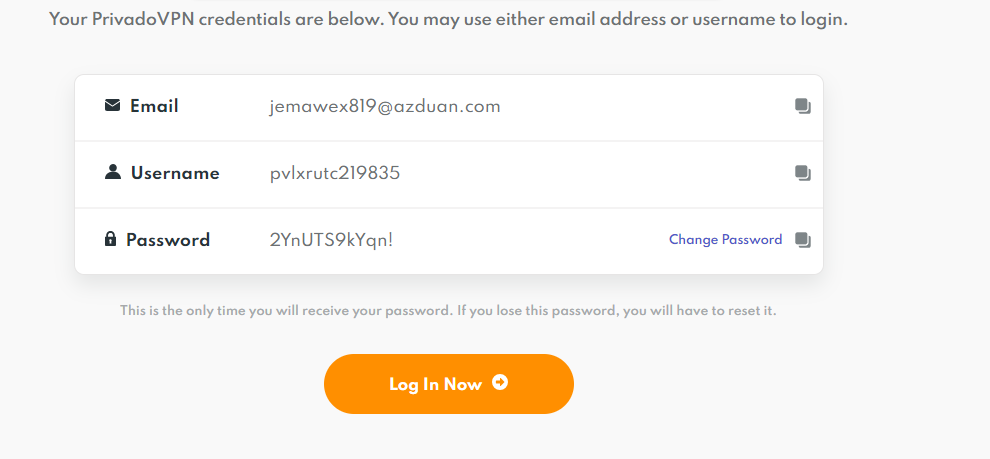 Your PrivadoVPN credentials are below. You may use either email address or username to login.
Email jemawex819@azduan.com
Username pvlxrutc219835
Password 2YnUTS9kYqn! Change Password
This is the only time you will receive your password. If you lose this password, you will have to reset it.
Log In Now